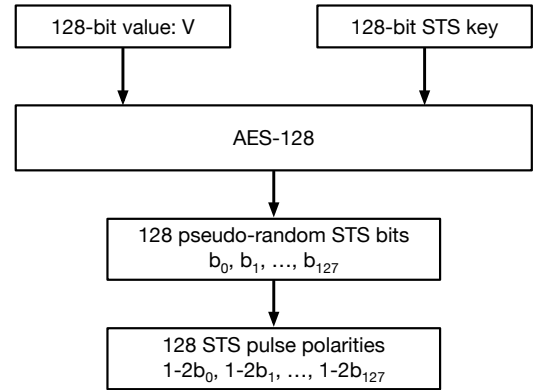 128-bit value: V
128-bit STS key
AES-128
128 pseudo-random STS bits
b₀, b₁, …, b₁₂₇
128 STS pulse polarities
1-2b₀, 1-2b₁, …, 1-2b₁₂₇